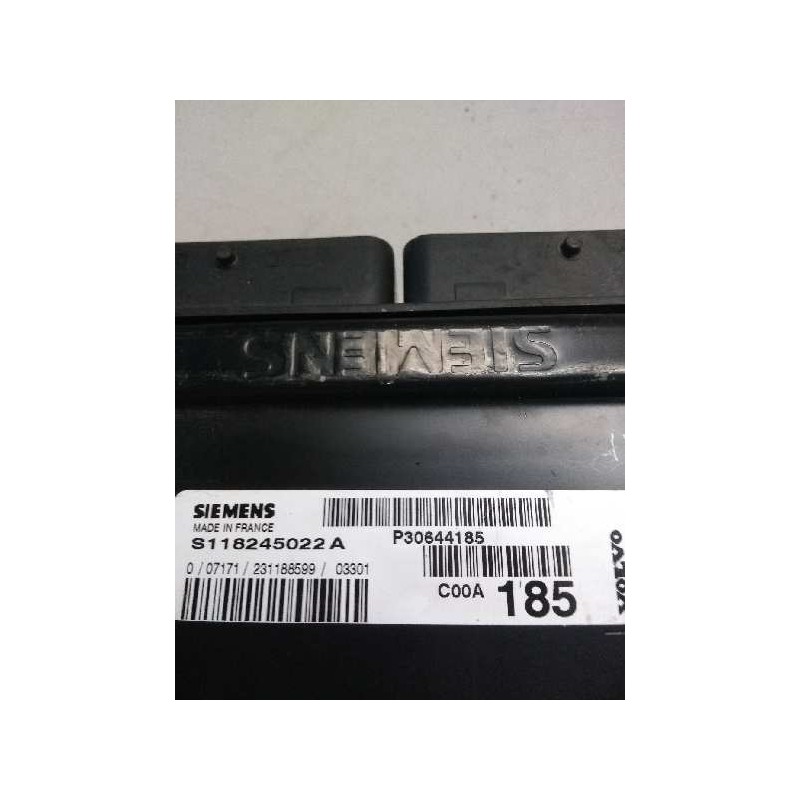 SIEMENS
SIEMENS
MADE IN FRANCE
S118245022 A
P30644185
0 / 07171 / 231188599 / 03301
C00A 185
VOLVO